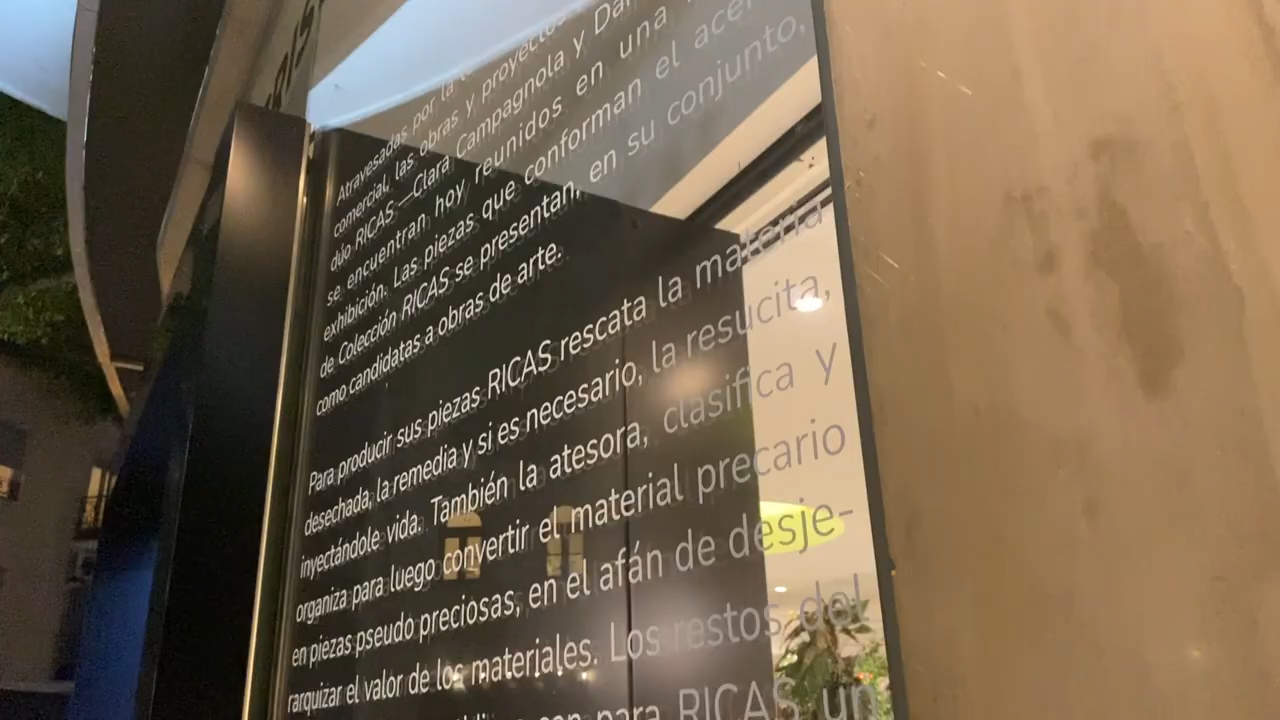 Atravesadas por la
comercial, las obras y proyectos
dúo RICAS —Clara Campagnola y
se encuentran hoy, reunidos en una
exhibición. Las piezas que conforman el
de Colección RICAS se presentan, en su conjunto,
como candidatas a obras de arte.
Para producir sus piezas RICAS rescata la materia
desechada, la remedia y si es necesario, la resucita,
inyectándole vida. También la atesora, clasifica y
organiza para luego convertir el material precario
en piezas pseudo preciosas, en el afán de desje-
rarquizar el valor de los materiales. Los restos del
con para RICAS un